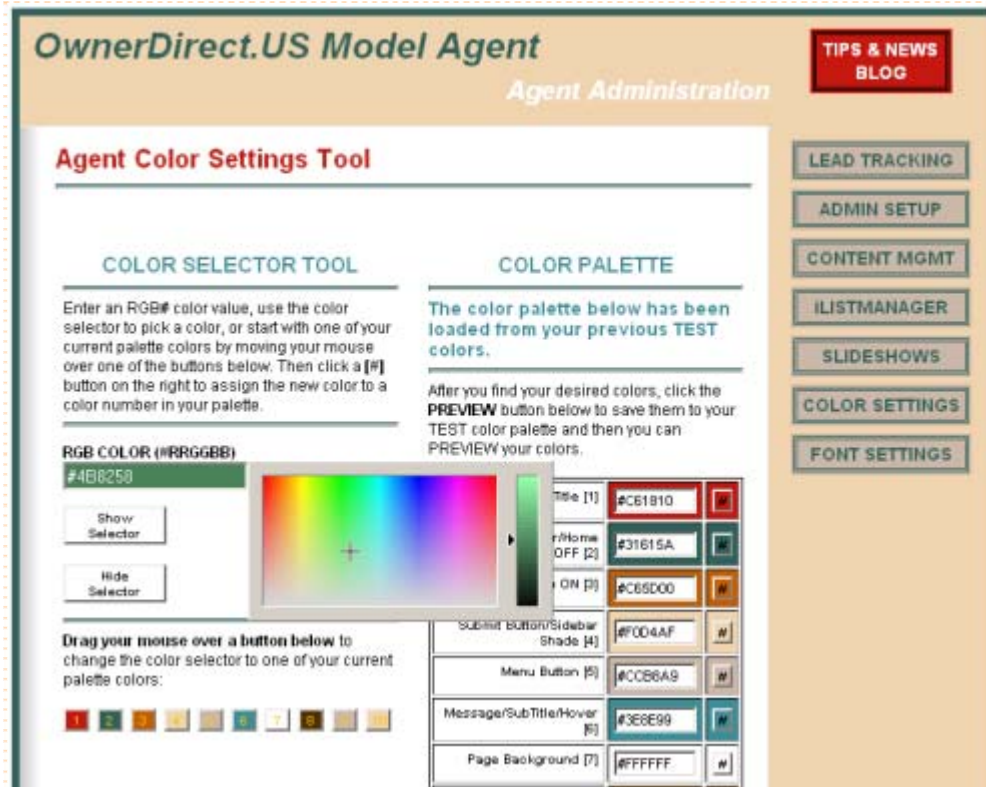 OwnerDirect.US Model Agent
Agent Administration
TIPS & NEWS
BLOG
Agent Color Settings Tool
LEAD TRACKING
ADMIN SETUP
CONTENT MGMT
iLISTMANAGER
SLIDESHOWS
COLOR SETTINGS
FONT SETTINGS
COLOR SELECTOR TOOL
Enter an RGB# color value, use the color
selector to pick a color, or start with one of your
current palette colors by moving your mouse
over one of the buttons below. Then click a [#]
button on the right to assign the new color to a
color number in your palette.
RGB COLOR (#RRGGBB)
#4B8258
Show
Selector
Hide
Selector
Drag your mouse over a button below to
change the color selector to one of your current
palette colors:
1 2 3 4 5 6 7 8 9 10
COLOR PALETTE
The color palette below has been
loaded from your previous TEST
colors.
After you find your desired colors, click the
PREVIEW button below to save them to your
TEST color palette and then you can
PREVIEW your colors.
Title [1] #C61810 #
r/Home
OFF [2] #31615A #
ON [3] #C65D00 #
Submit Button/Sidebar
Shade [4] #F0D4AF #
Menu Button [5] #CCB6A9 #
Message/SubTitle/Hover
[6] #3E8E99 #
Page Background [7] #FFFFFF #